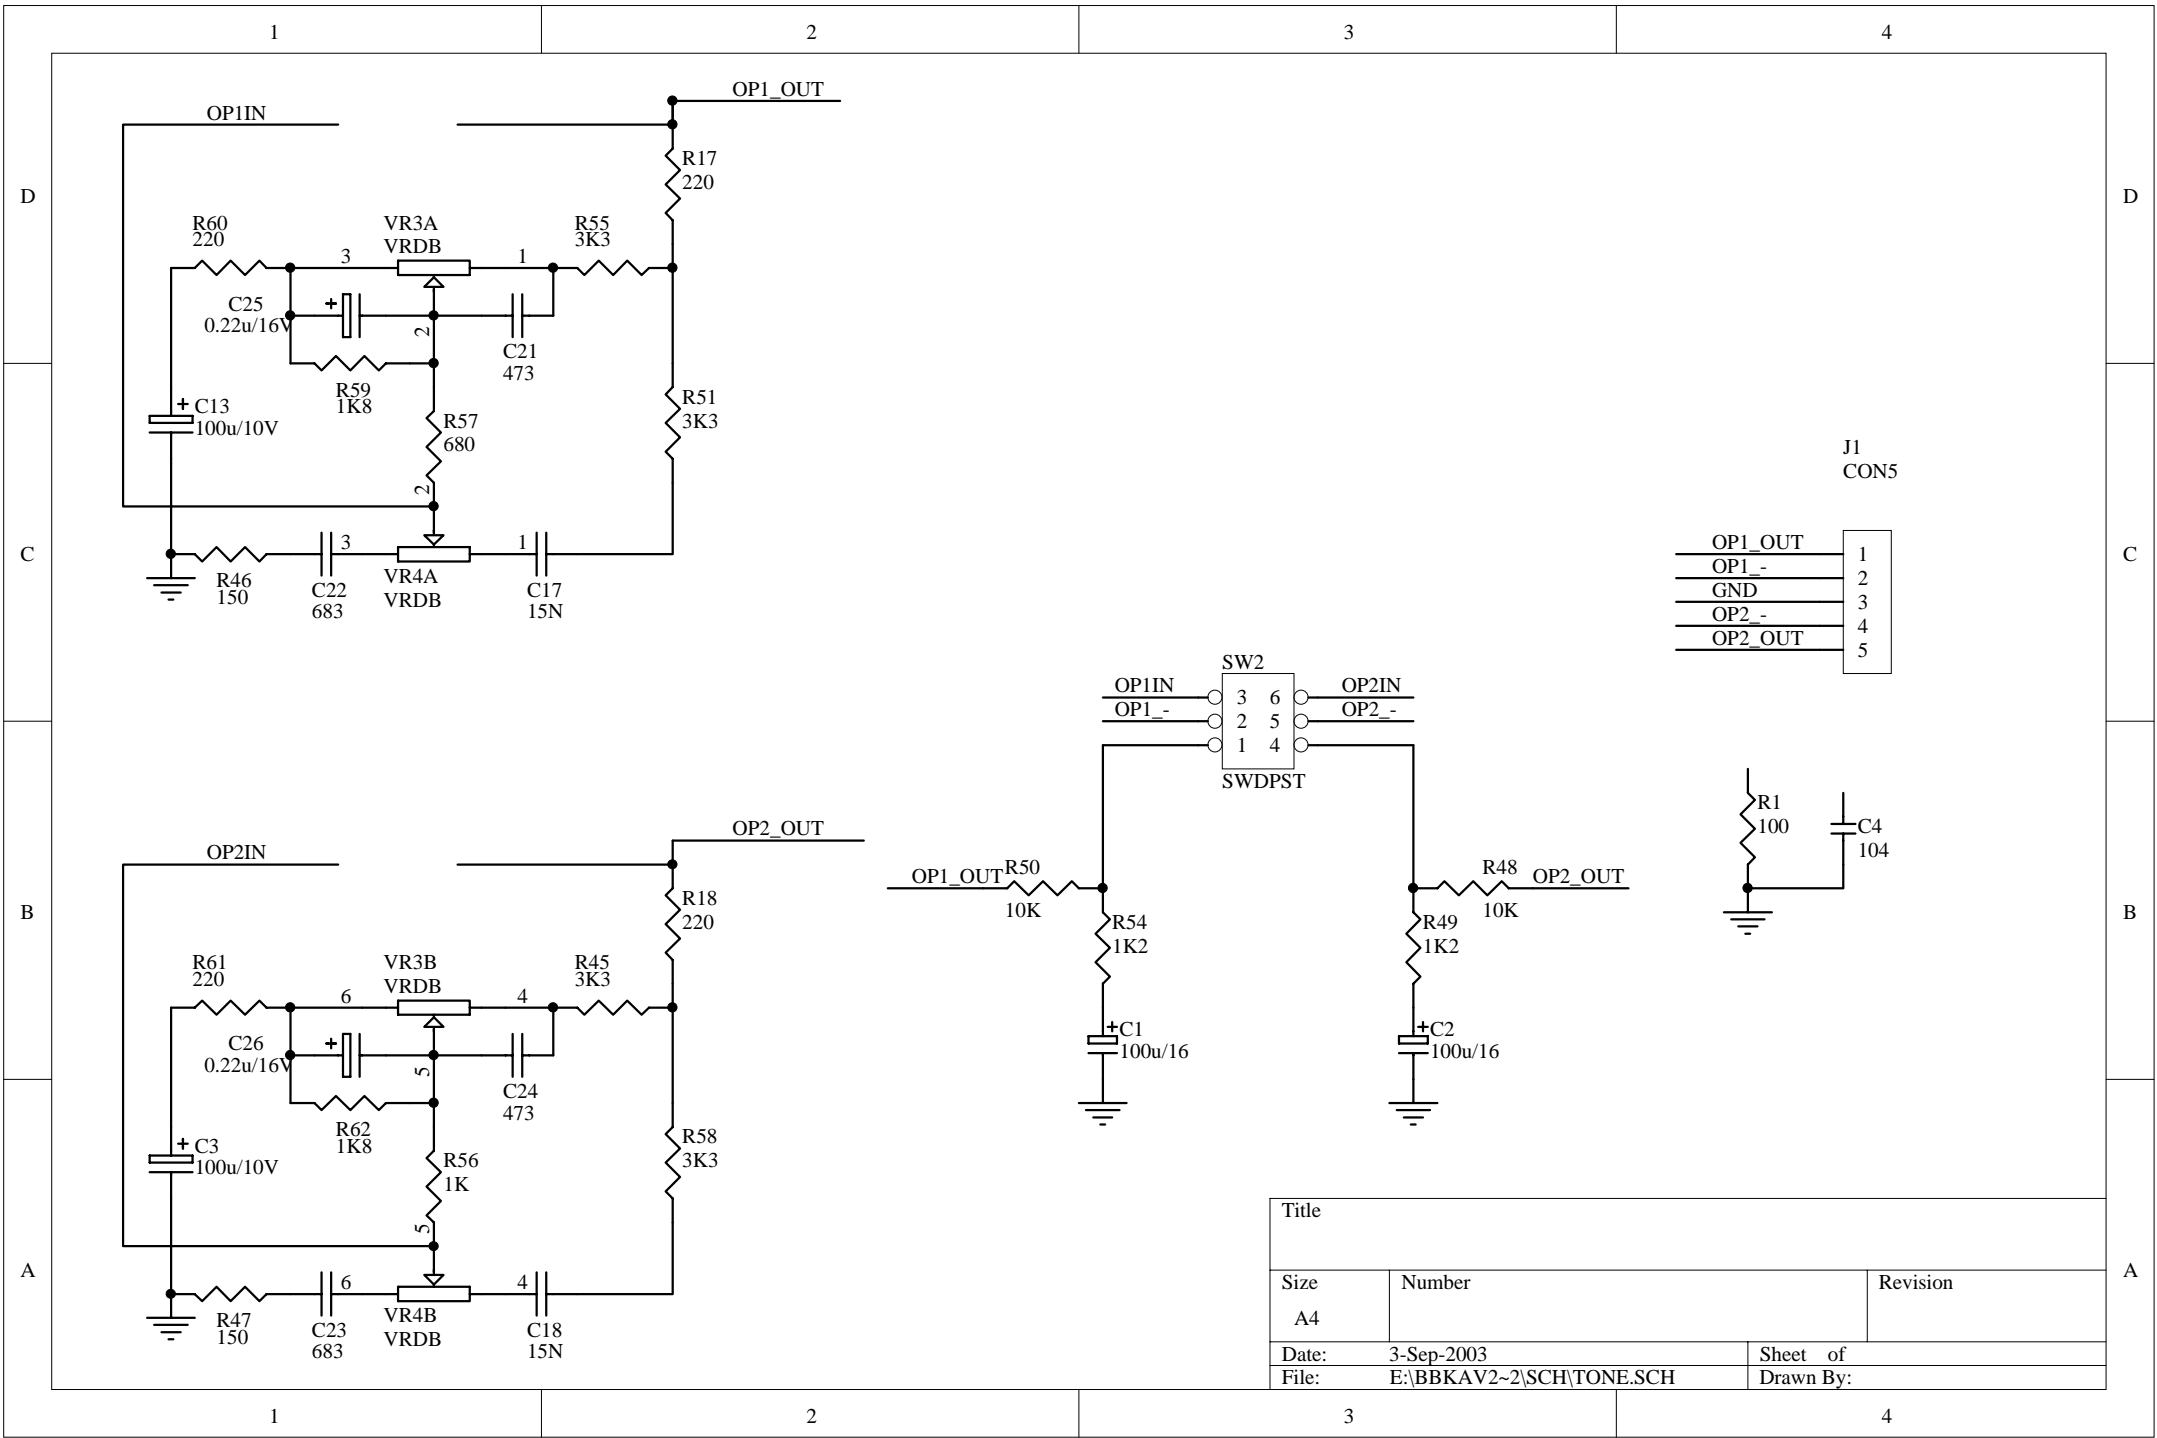 1 2 3 4
D
D
C
C
B
B
A
A
OP1IN
OP1_OUT
R17
220
R60
220
VR3A
VRDB
3
1
R55
3K3
C25
0.22u/16V
+
2
C21
473
R59
1K8
+
C13
100u/10V
R57
680
R51
3K3
2
3
1
R46
150
C22
683
VR4A
VRDB
C17
15N
J1
CON5
OP1_OUT 1
OP1_- 2
GND 3
OP2_- 4
OP2_OUT 5
SW2
OP1IN 3 6 OP2IN
OP1_- 2 5 OP2_-
1 4
SWDPST
OP1_OUT
R50
10K
R48
10K
OP2_OUT
R54
1K2
R49
1K2
+
C1
100u/16
+
C2
100u/16
R1
100
C4
104
OP2IN
OP2_OUT
R18
220
R61
220
VR3B
VRDB
6
4
R45
3K3
C26
0.22u/16V
+
5
C24
473
R62
1K8
+
C3
100u/10V
R56
1K
R58
3K3
5
6
4
R47
150
C23
683
VR4B
VRDB
C18
15N
Title
Size Number Revision
A4
Date: 3-Sep-2003 Sheet of
File: E:\BBKAV2~2\SCH\TONE.SCH Drawn By:
1 2 3 4